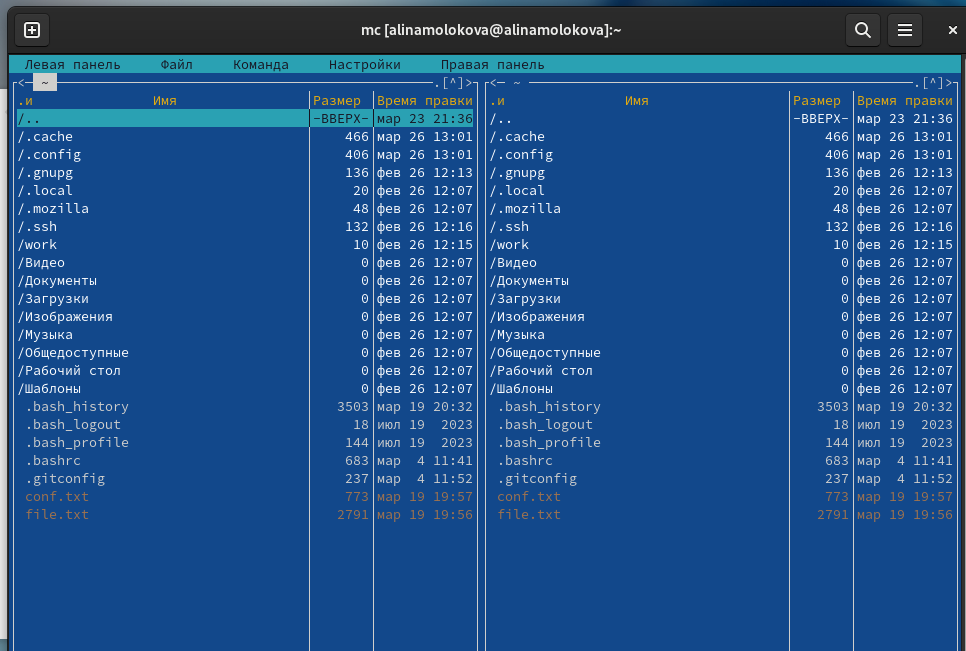 mc [alinamolokova@alinamolokova]:~
Левая панель Файл Команда Настройки Правая панель
<─ ~ .[^]> <─ ~ .[^]>
.и Имя Размер Время правки .и Имя Размер Время правки
/.. -ВВЕРХ- мар 23 21:36 /.. -ВВЕРХ- мар 23 21:36
/.cache 466 мар 26 13:01 /.cache 466 мар 26 13:01
/.config 406 мар 26 13:01 /.config 406 мар 26 13:01
/.gnupg 136 фев 26 12:13 /.gnupg 136 фев 26 12:13
/.local 20 фев 26 12:07 /.local 20 фев 26 12:07
/.mozilla 48 фев 26 12:07 /.mozilla 48 фев 26 12:07
/.ssh 132 фев 26 12:16 /.ssh 132 фев 26 12:16
/work 10 фев 26 12:15 /work 10 фев 26 12:15
/Видео 0 фев 26 12:07 /Видео 0 фев 26 12:07
/Документы 0 фев 26 12:07 /Документы 0 фев 26 12:07
/Загрузки 0 фев 26 12:07 /Загрузки 0 фев 26 12:07
/Изображения 0 фев 26 12:07 /Изображения 0 фев 26 12:07
/Музыка 0 фев 26 12:07 /Музыка 0 фев 26 12:07
/Общедоступные 0 фев 26 12:07 /Общедоступные 0 фев 26 12:07
/Рабочий стол 0 фев 26 12:07 /Рабочий стол 0 фев 26 12:07
/Шаблоны 0 фев 26 12:07 /Шаблоны 0 фев 26 12:07
.bash_history 3503 мар 19 20:32 .bash_history 3503 мар 19 20:32
.bash_logout 18 июл 19 2023 .bash_logout 18 июл 19 2023
.bash_profile 144 июл 19 2023 .bash_profile 144 июл 19 2023
.bashrc 683 мар 4 11:41 .bashrc 683 мар 4 11:41
.gitconfig 237 мар 4 11:52 .gitconfig 237 мар 4 11:52
conf.txt 773 мар 19 19:57 conf.txt 773 мар 19 19:57
file.txt 2791 мар 19 19:56 file.txt 2791 мар 19 19:56